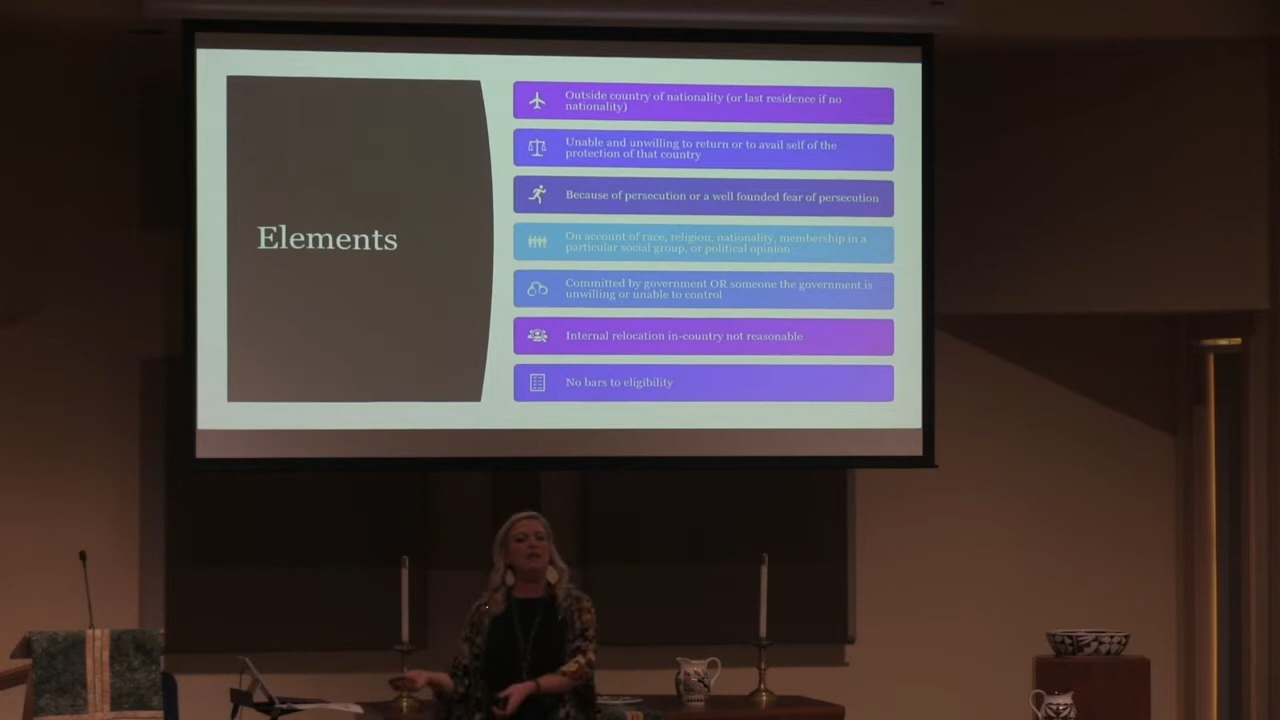 Elements
Outside country of nationality (or last residence if no
nationality)
Unable and unwilling to return or to avail self of the
protection of that country
Because of persecution or a well founded fear of persecution
On account of race, religion, nationality, membership in a
particular social group, or political opinion
Committed by government OR someone the government is
unwilling or unable to control
Internal relocation in-country not reasonable
No bars to eligibility